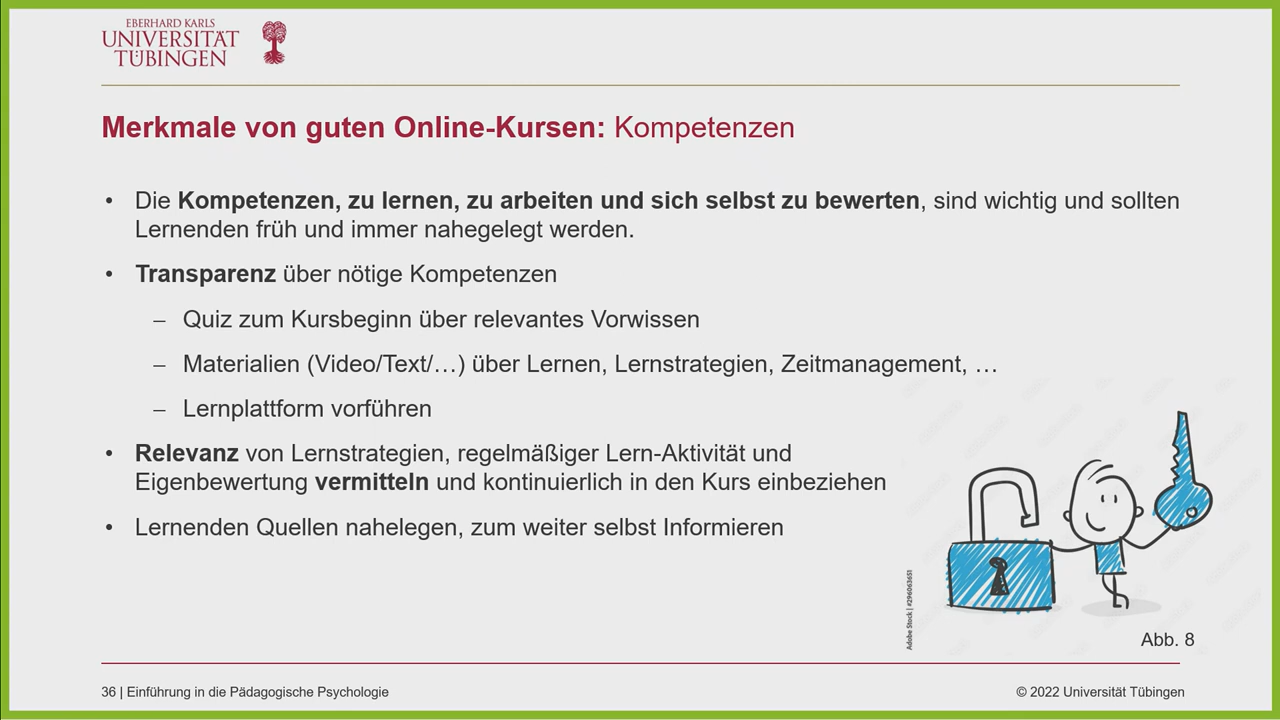 EBERHARD KARLS
UNIVERSITÄT
TÜBINGEN
Merkmale von guten Online-Kursen: Kompetenzen
• Die Kompetenzen, zu lernen, zu arbeiten und sich selbst zu bewerten, sind wichtig und sollten
Lernenden früh und immer nahegelegt werden.
• Transparenz über nötige Kompetenzen
– Quiz zum Kursbeginn über relevantes Vorwissen
– Materialien (Video/Text/…) über Lernen, Lernstrategien, Zeitmanagement, …
– Lernplattform vorführen
• Relevanz von Lernstrategien, regelmäßiger Lern-Aktivität und
Eigenbewertung vermitteln und kontinuierlich in den Kurs einbeziehen
• Lernenden Quellen nahelegen, zum weiter selbst Informieren
Adobe Stock | #296063651
Abb. 8
36 | Einführung in die Pädagogische Psychologie
© 2022 Universität Tübingen